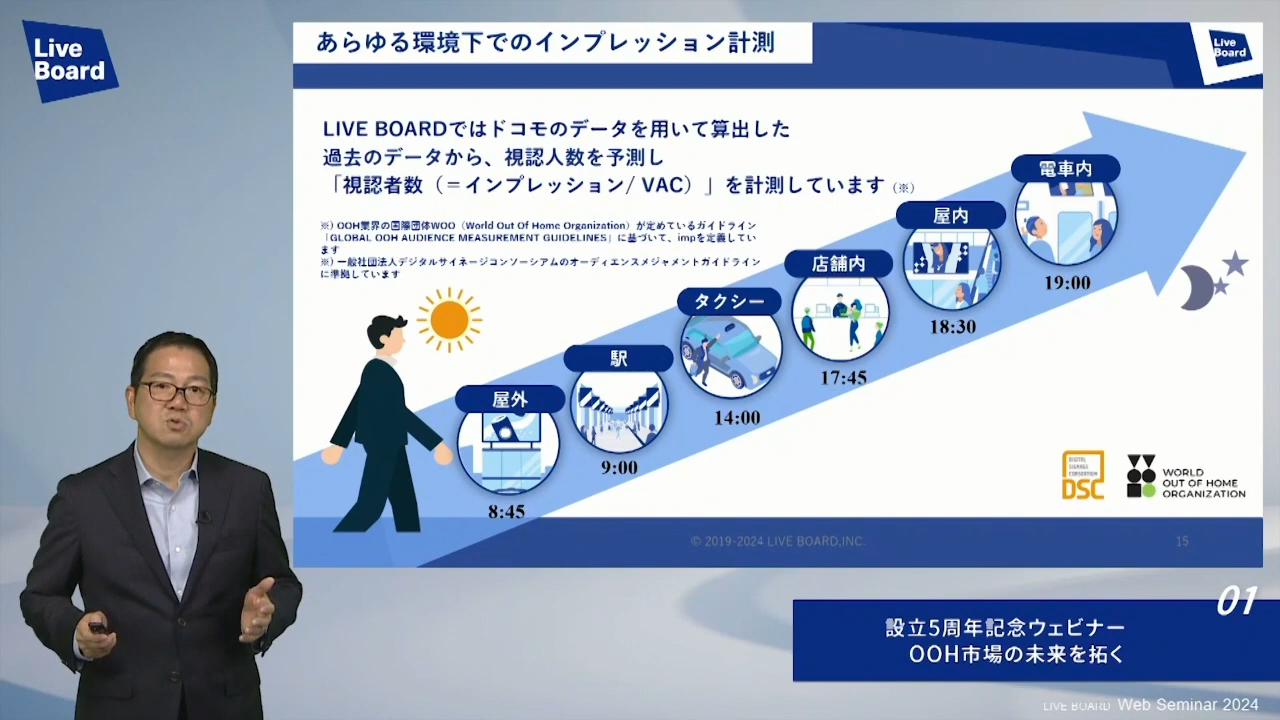 Live
Board
あらゆる環境下でのインプレッション計測
Live
Board
LIVE BOARDではドコモのデータを用いて算出した
過去のデータから、視認人数を予測し
「視認者数（＝インプレッション/ VAC）」を計測しています（※）
※）OOH業界の国際団体WOO（World Out Of Home Organization）が定めているガイドライン
「GLOBAL OOH AUDIENCE MEASUREMENT GUIDELINES」に基づいて、impを定義してい
ます
※）一般社団法人デジタルサイネージコンソーシアムのオーディエンスメジャメントガイドライン
に準拠しています
屋外
8:45
駅
9:00
タクシー
14:00
店舗内
17:45
屋内
18:30
電車内
19:00
DIGITAL
SIGNAGE
CONSORTIUM
DSC
WORLD
OUT OF HOME
ORGANIZATION
© 2019-2024 LIVE BOARD,INC.
15
01
設立5周年記念ウェビナー
OOH市場の未来を拓く
LIVE BOARD Web Seminar 2024